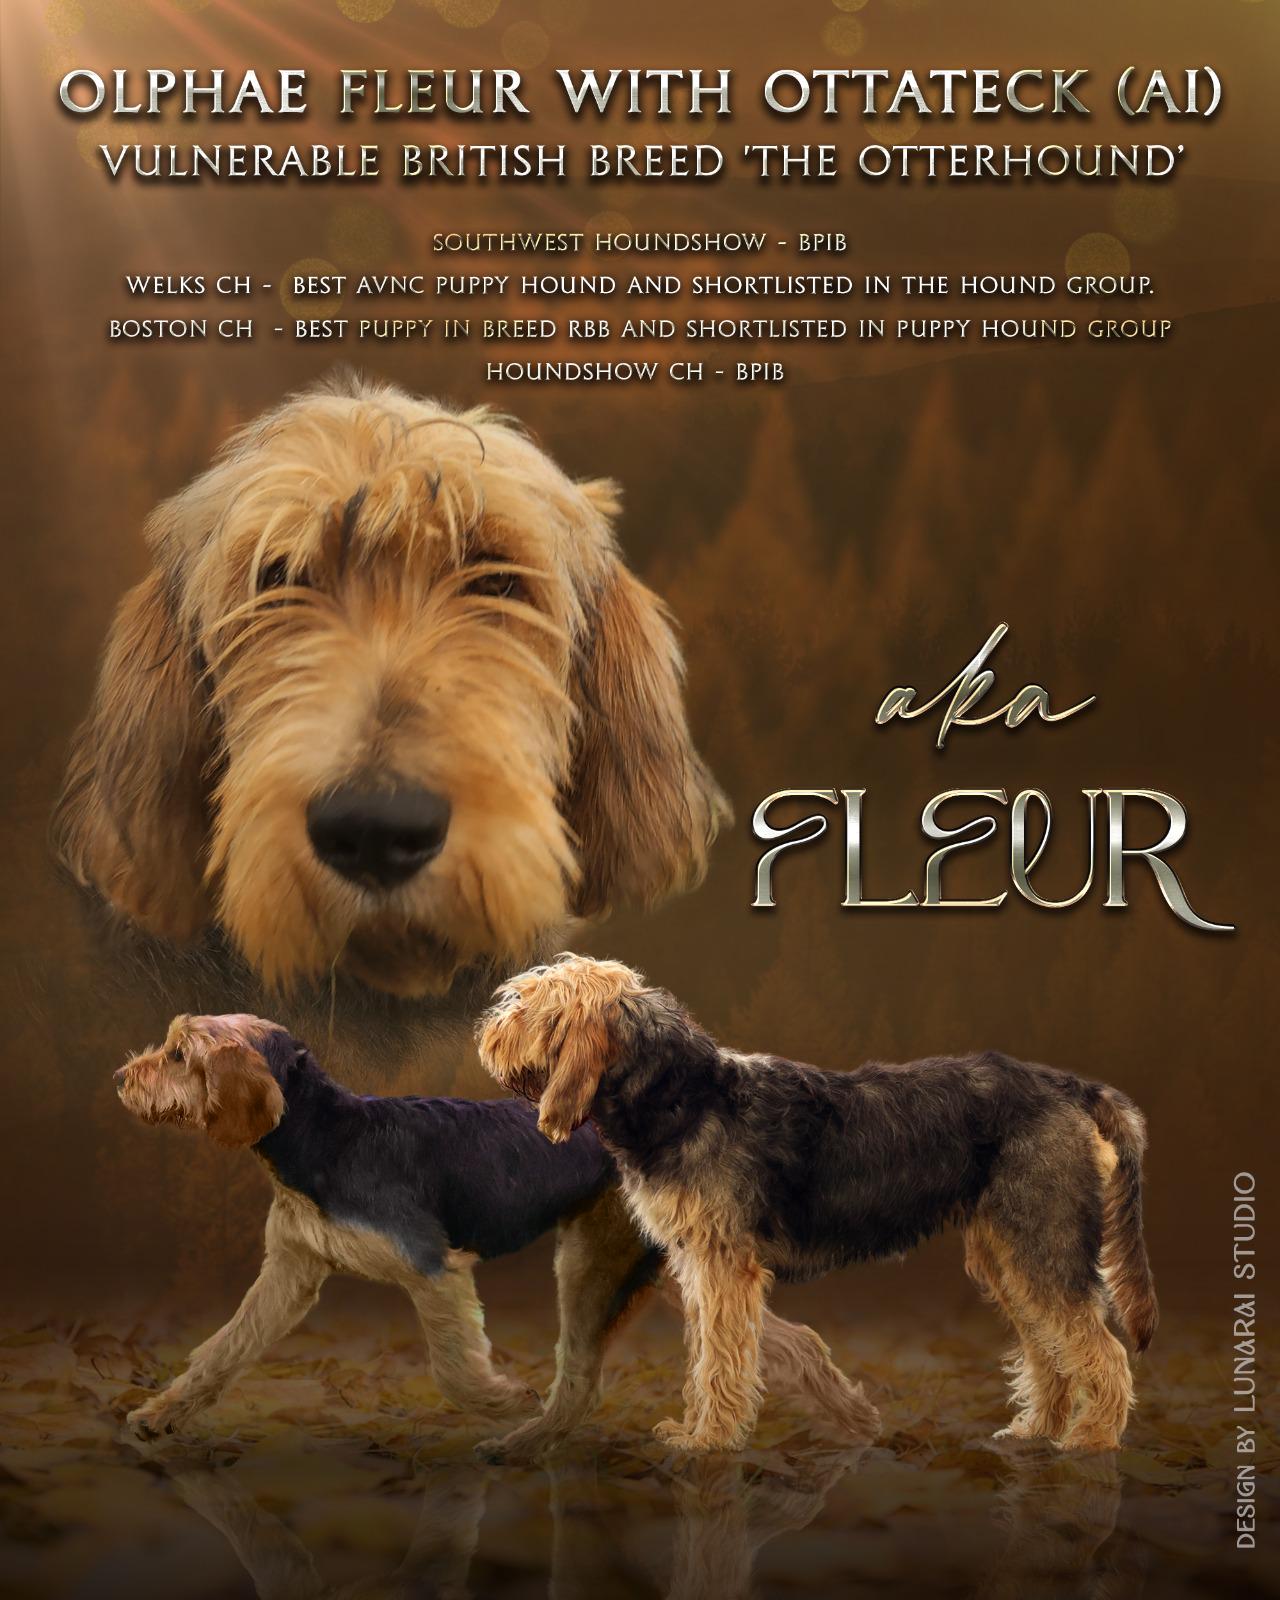 OLPHAE FLEUR WITH OTTATECK (AI)
VULNERABLE BRITISH BREED 'THE OTTERHOUND'
SOUTHWEST HOUNDSHOW - BPIB
WELKS CH - BEST AVNC PUPPY HOUND AND SHORTLISTED IN THE HOUND GROUP.
BOSTON CH - BEST PUPPY IN BREED RBB AND SHORTLISTED IN PUPPY HOUND GROUP
HOUNDSHOW CH - BPIB
aka
FLEUR
DESIGN BY LUNARAI STUDIO